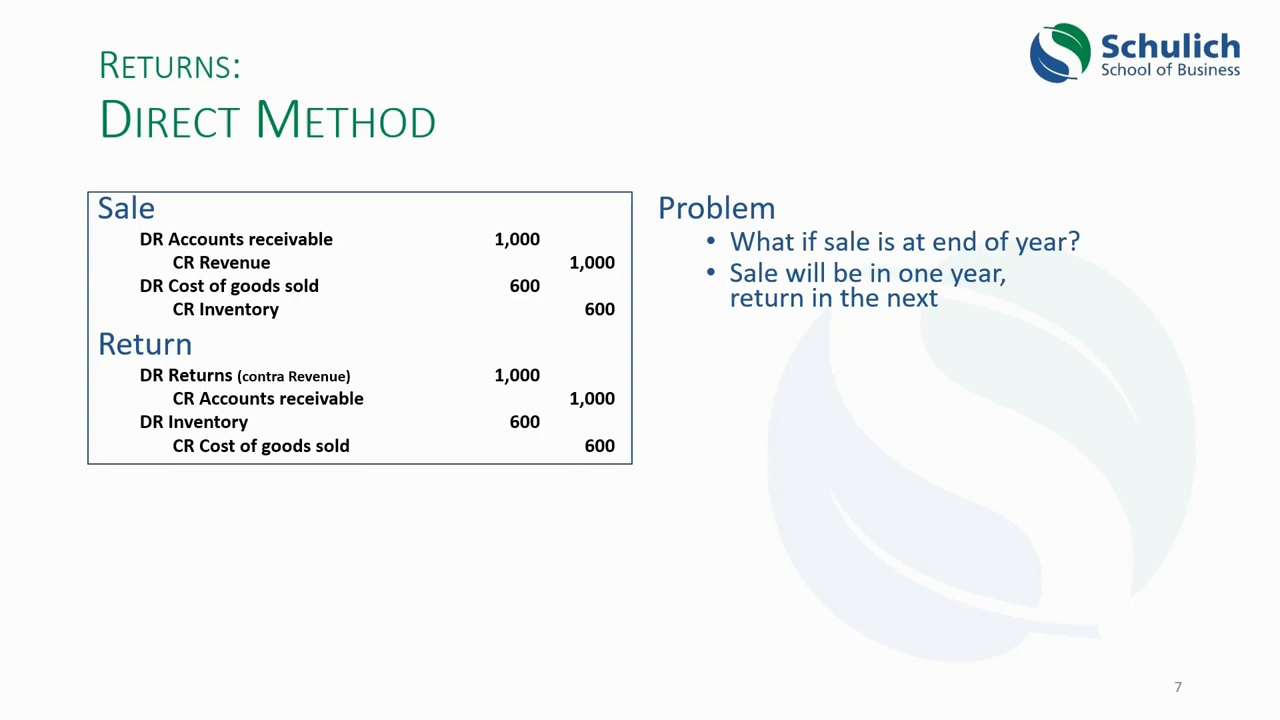 Returns:
Direct Method
Schulich
School of Business
Sale
DR Accounts receivable 1,000
CR Revenue 1,000
DR Cost of goods sold 600
CR Inventory 600
Return
DR Returns (contra Revenue) 1,000
CR Accounts receivable 1,000
DR Inventory 600
CR Cost of goods sold 600
Problem
• What if sale is at end of year?
• Sale will be in one year,
return in the next
7